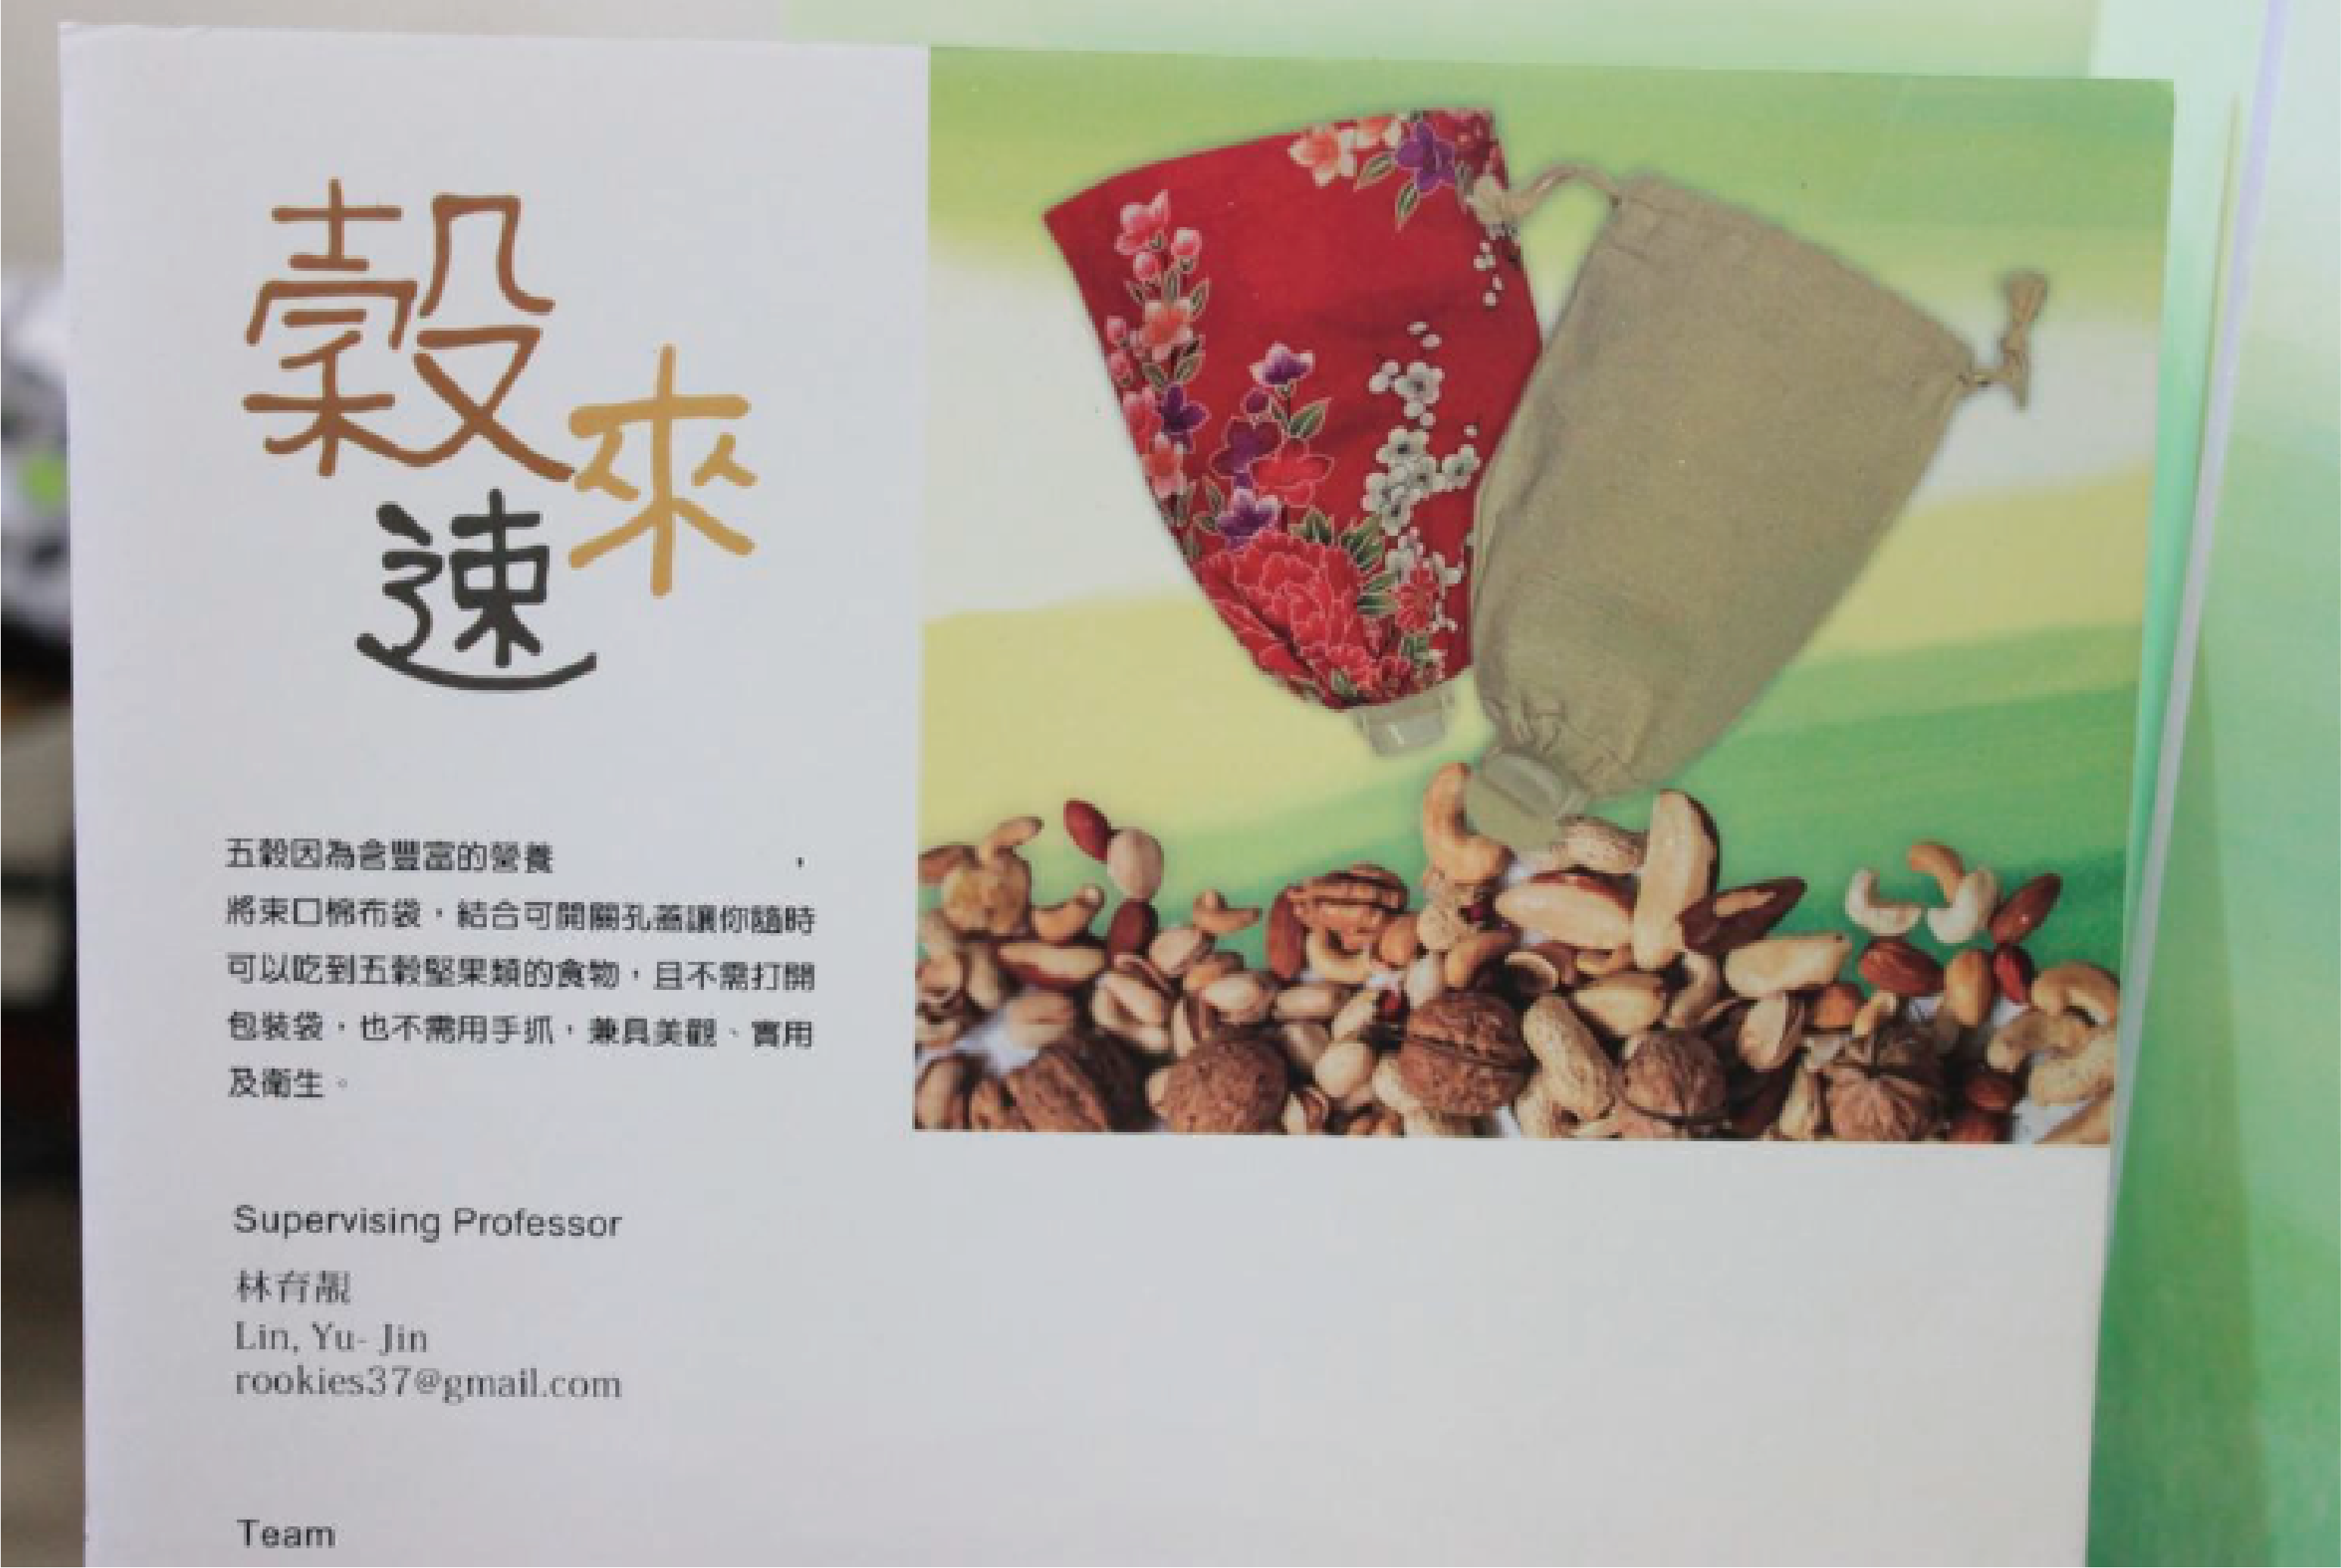 穀來
速
五穀因為含豐富的營養 ，
將束口棉布袋，結合可開關孔蓋讓你隨時
可以吃到五穀堅果類的食物，且不需打開
包裝袋，也不需用手抓，兼具美觀、實用
及衛生。
Supervising Professor
林育靚
Lin, Yu- Jin
rookies37@gmail.com
Team